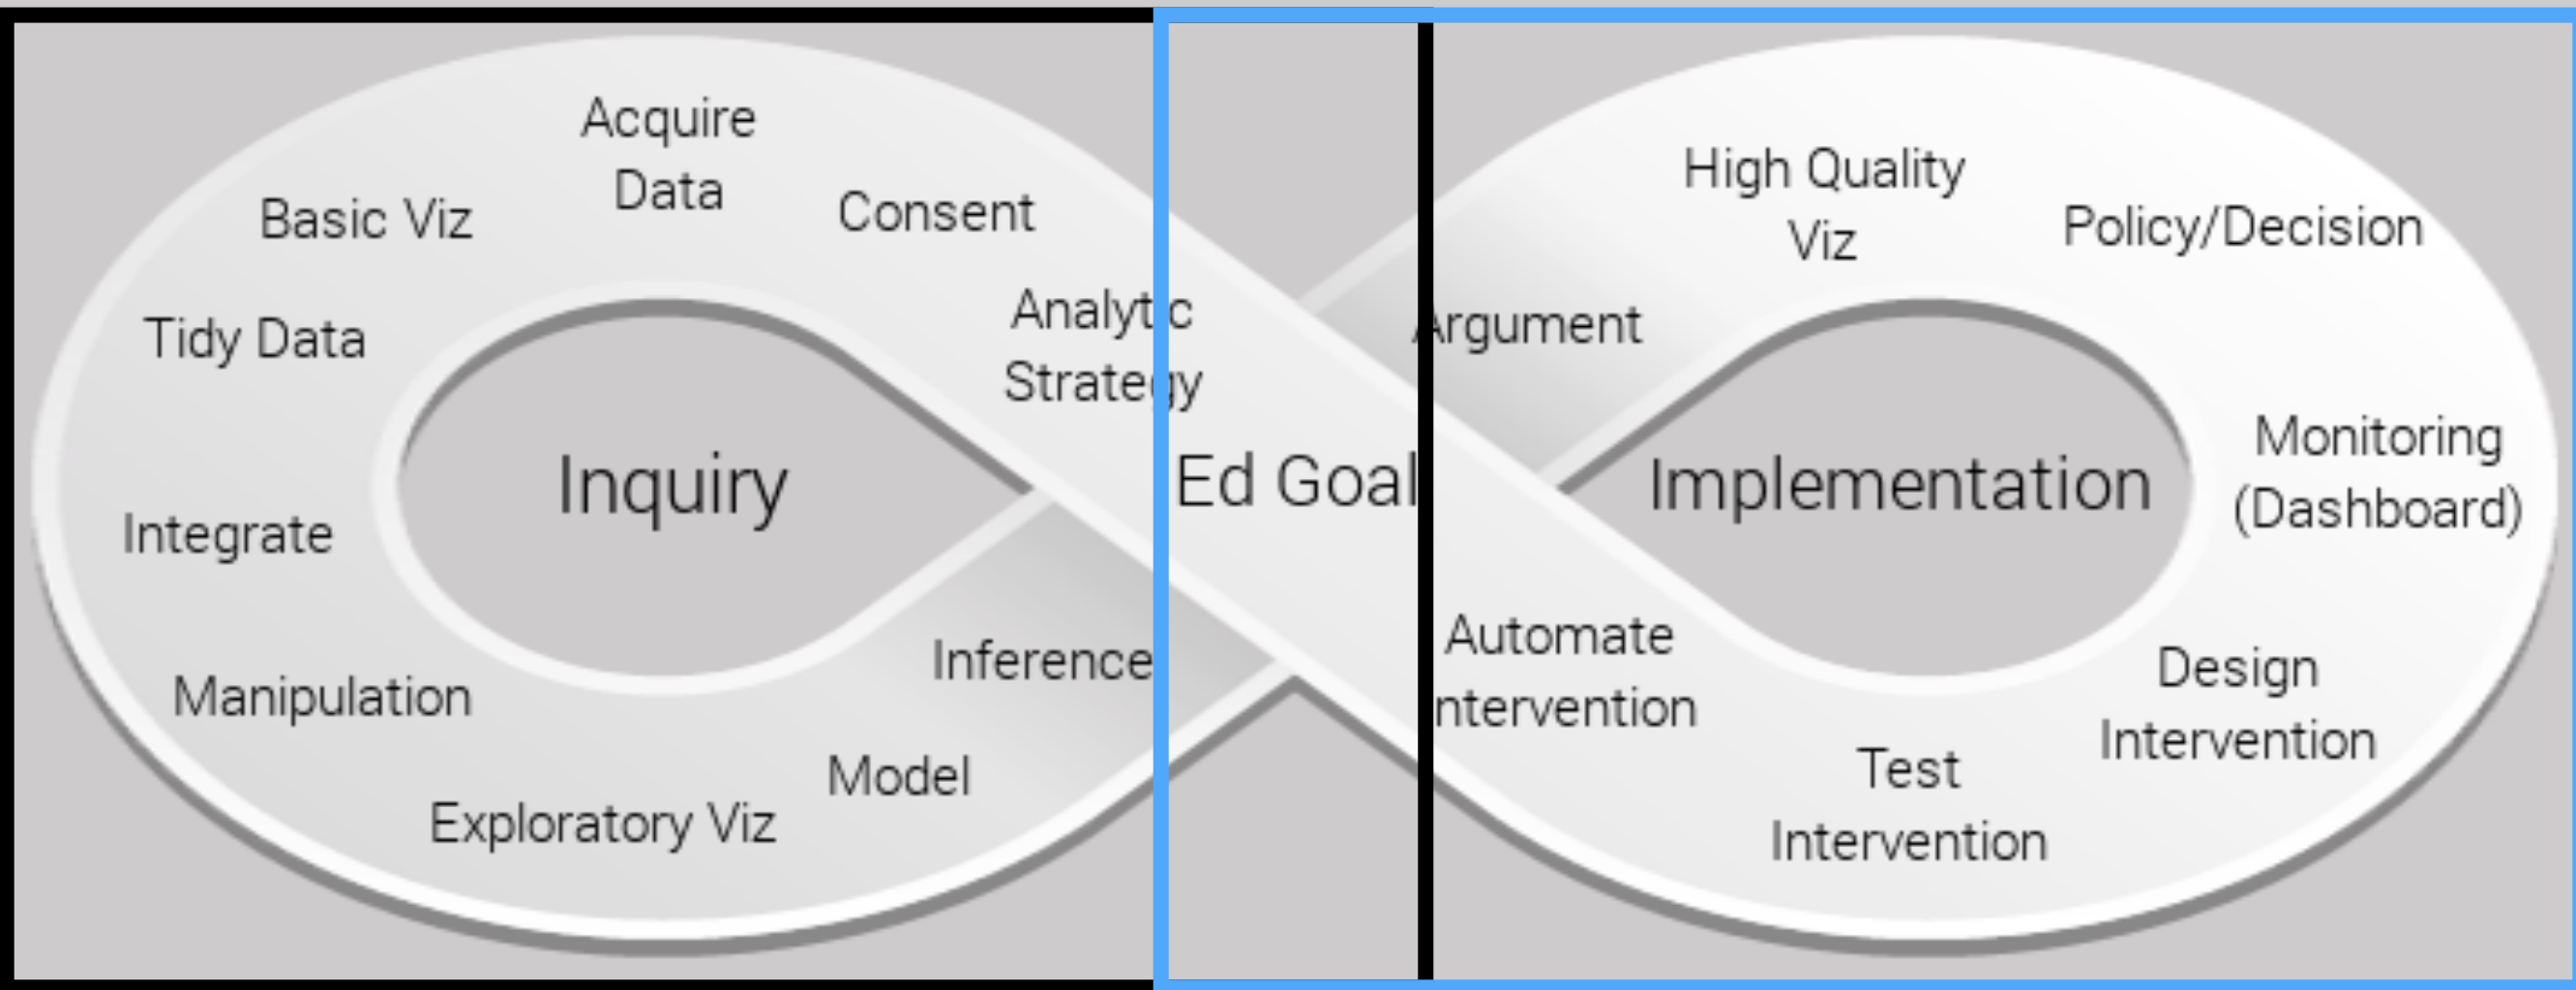 Acquire
Data
Basic Viz
Consent
Tidy Data
Analytic
Strategy
Integrate
Inquiry
Manipulation
Inference
Model
Exploratory Viz
Ed Goal
High Quality
Viz
Policy/Decision
Argument
Implementation
Monitoring
(Dashboard)
Automate
Intervention
Design
Intervention
Test
Intervention